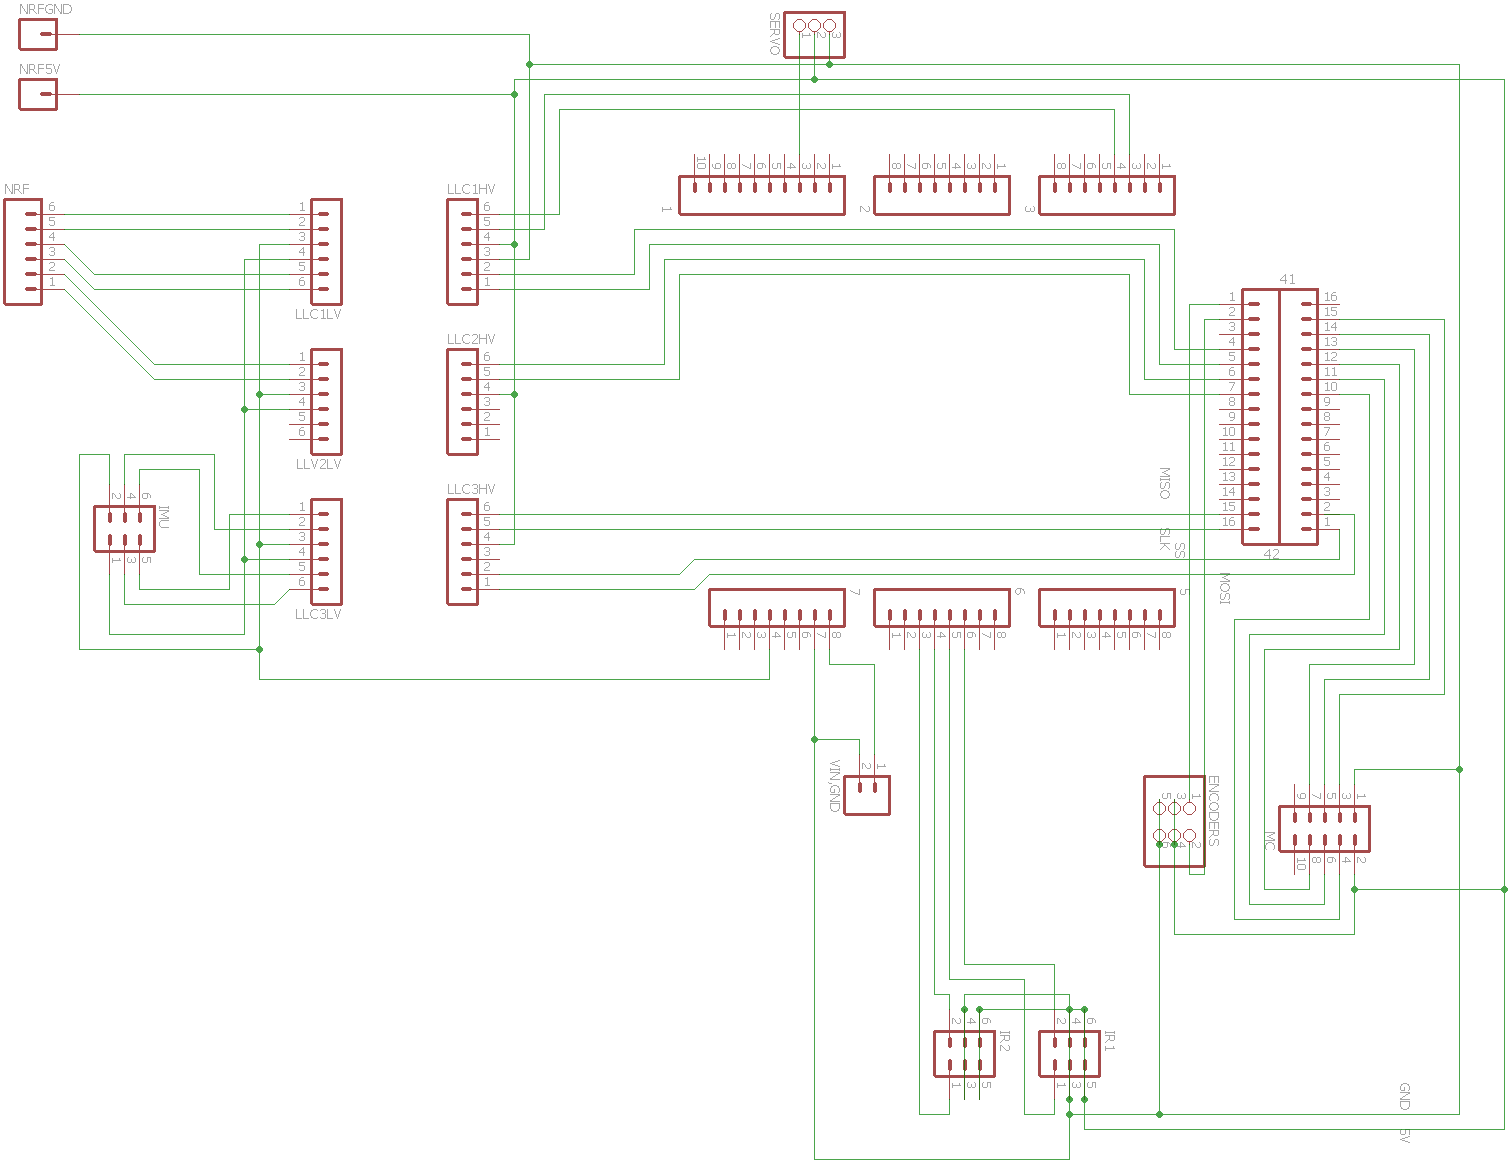 NRFGND
NRF5V
SERVO
1 2 3
NRF
6
5
4
3
2
1
1
2
3
4
5
6
LLC1LV
LLC1HV
6
5
4
3
2
1
10 9 8 7 6 5 4 3 2 1
1
8 7 6 5 4 3 2 1
2
8 7 6 5 4 3 2 1
3
41
1
2
3
4
5
6
7
8
9
10
11
12
13
14
15
16
16
15
14
13
12
11
10
9
8
7
6
5
4
3
2
1
42
MISO
SLK
SS
MOSI
1
2
3
4
5
6
LLV2LV
LLC2HV
6
5
4
3
2
1
2 4 6
IMU
1 3 5
1
2
3
4
5
6
LLC3LV
LLC3HV
6
5
4
3
2
1
7
1 2 3 4 5 6 7 8
6
1 2 3 4 5 6 7 8
5
1 2 3 4 5 6 7 8
VIN,GND
2 1
ENCODERS
5 3 1
6 4 2
MC
9 7 5 3 1
10 8 6 4 2
2 4 6
IR2
1 3 5
2 4 6
IR1
1 3 5
GND
5V